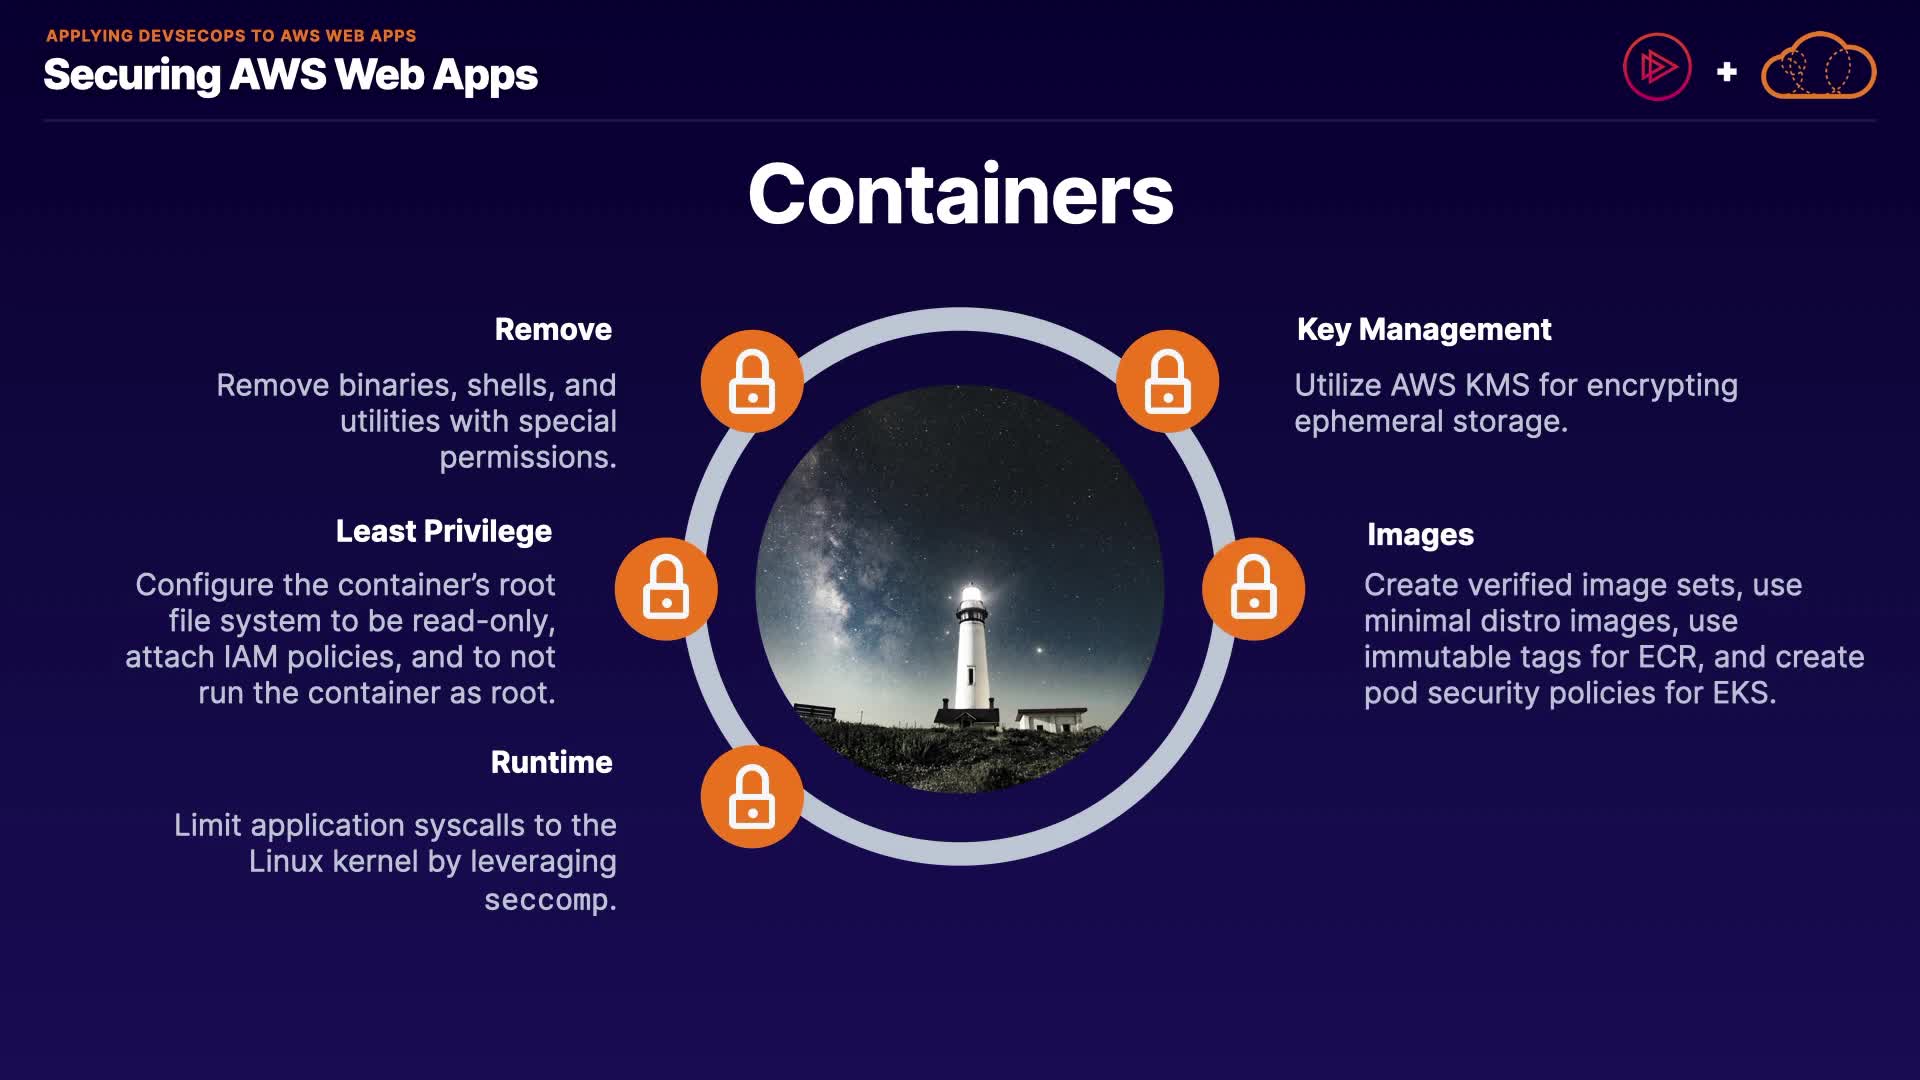 APPLYING DEVSECOPS TO AWS WEB APPS
Securing AWS Web Apps
+
Containers
Remove
Remove binaries, shells, and
utilities with special
permissions.
Least Privilege
Configure the container’s root
file system to be read-only,
attach IAM policies, and to not
run the container as root.
Runtime
Limit application syscalls to the
Linux kernel by leveraging
seccomp.
Key Management
Utilize AWS KMS for encrypting
ephemeral storage.
Images
Create verified image sets, use
minimal distro images, use
immutable tags for ECR, and create
pod security policies for EKS.